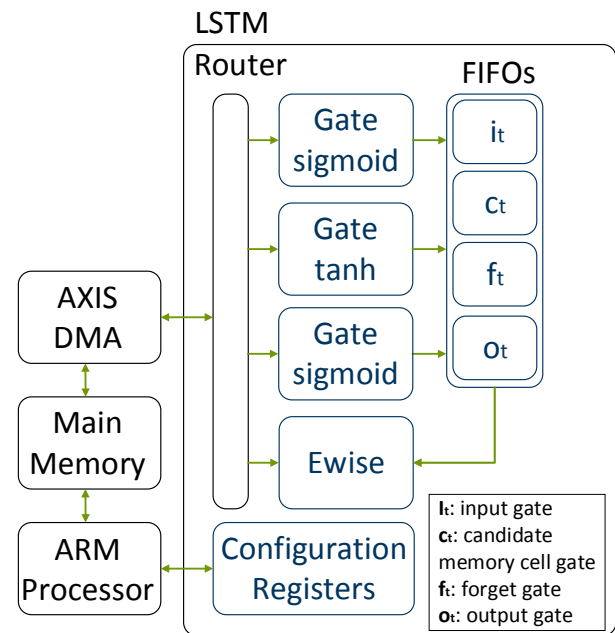 LSTM
Router
FIFOs
Gate
sigmoid
it
Gate
tanh
ct
ft
Gate
sigmoid
ot
Ewise
AXIS
DMA
Main
Memory
ARM
Processor
Configuration
Registers
it: input gate
ct: candidate
memory cell gate
ft: forget gate
ot: output gate